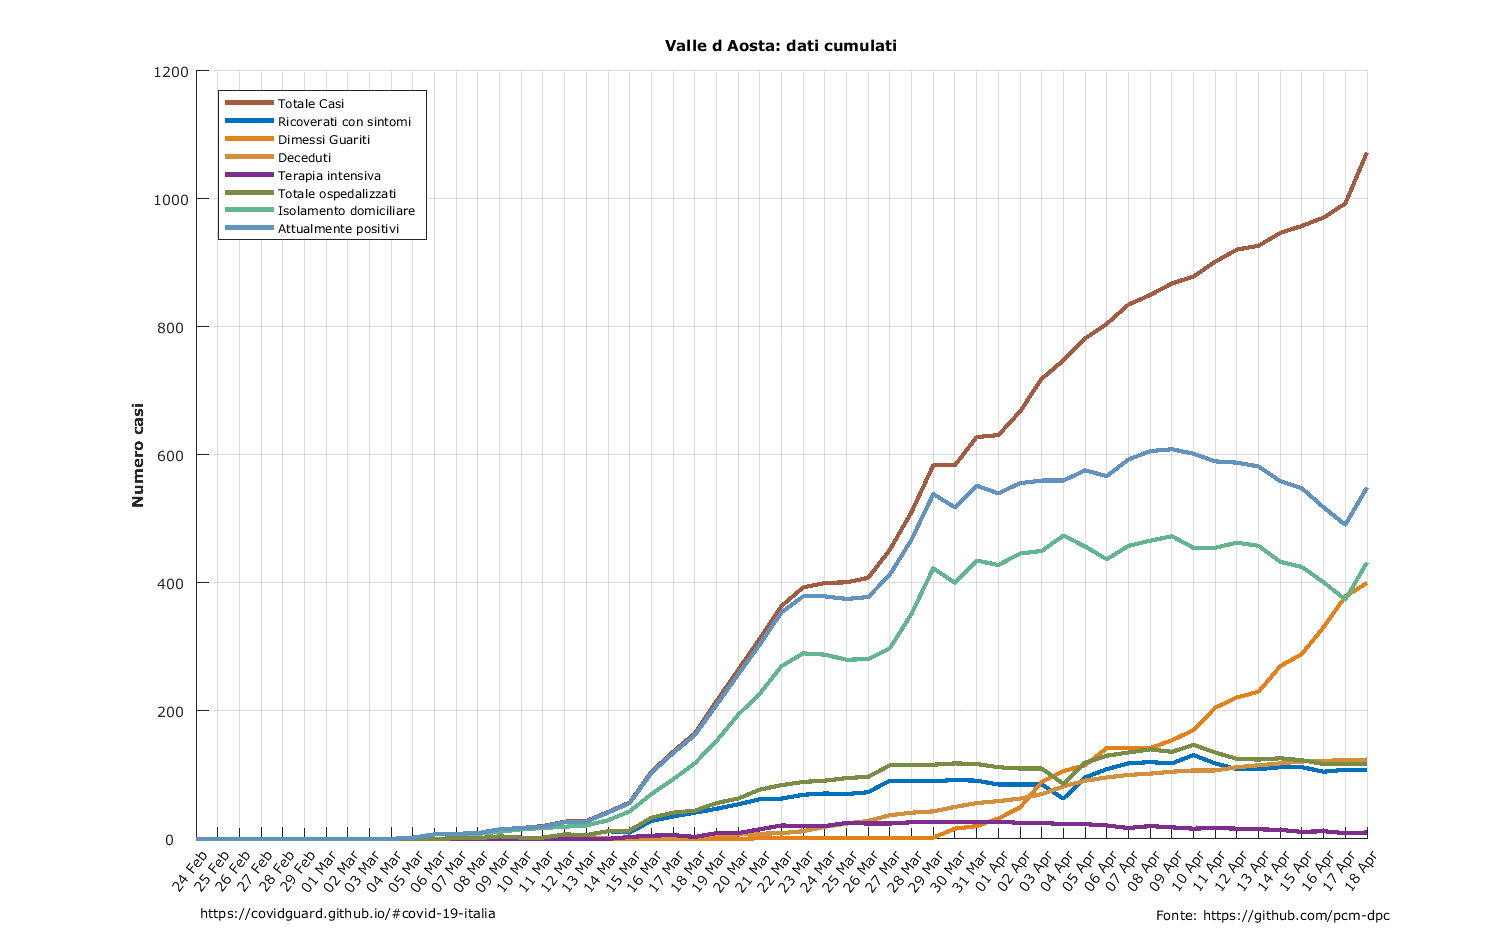 Valle d Aosta: dati cumulati
Numero casi
1200
1000
800
600
400
200
0
Totale Casi
Ricoverati con sintomi
Dimessi Guariti
Deceduti
Terapia intensiva
Totale ospedalizzati
Isolamento domiciliare
Attualmente positivi
24 Feb
25 Feb
26 Feb
27 Feb
28 Feb
29 Feb
01 Mar
02 Mar
03 Mar
04 Mar
05 Mar
06 Mar
07 Mar
08 Mar
09 Mar
10 Mar
11 Mar
12 Mar
13 Mar
14 Mar
15 Mar
16 Mar
17 Mar
18 Mar
19 Mar
20 Mar
21 Mar
22 Mar
23 Mar
24 Mar
25 Mar
26 Mar
27 Mar
28 Mar
29 Mar
30 Mar
31 Mar
01 Apr
02 Apr
03 Apr
04 Apr
05 Apr
06 Apr
07 Apr
08 Apr
09 Apr
10 Apr
11 Apr
12 Apr
13 Apr
14 Apr
15 Apr
16 Apr
17 Apr
18 Apr
https://covidguard.github.io/#covid-19-italia
Fonte: https://github.com/pcm-dpc